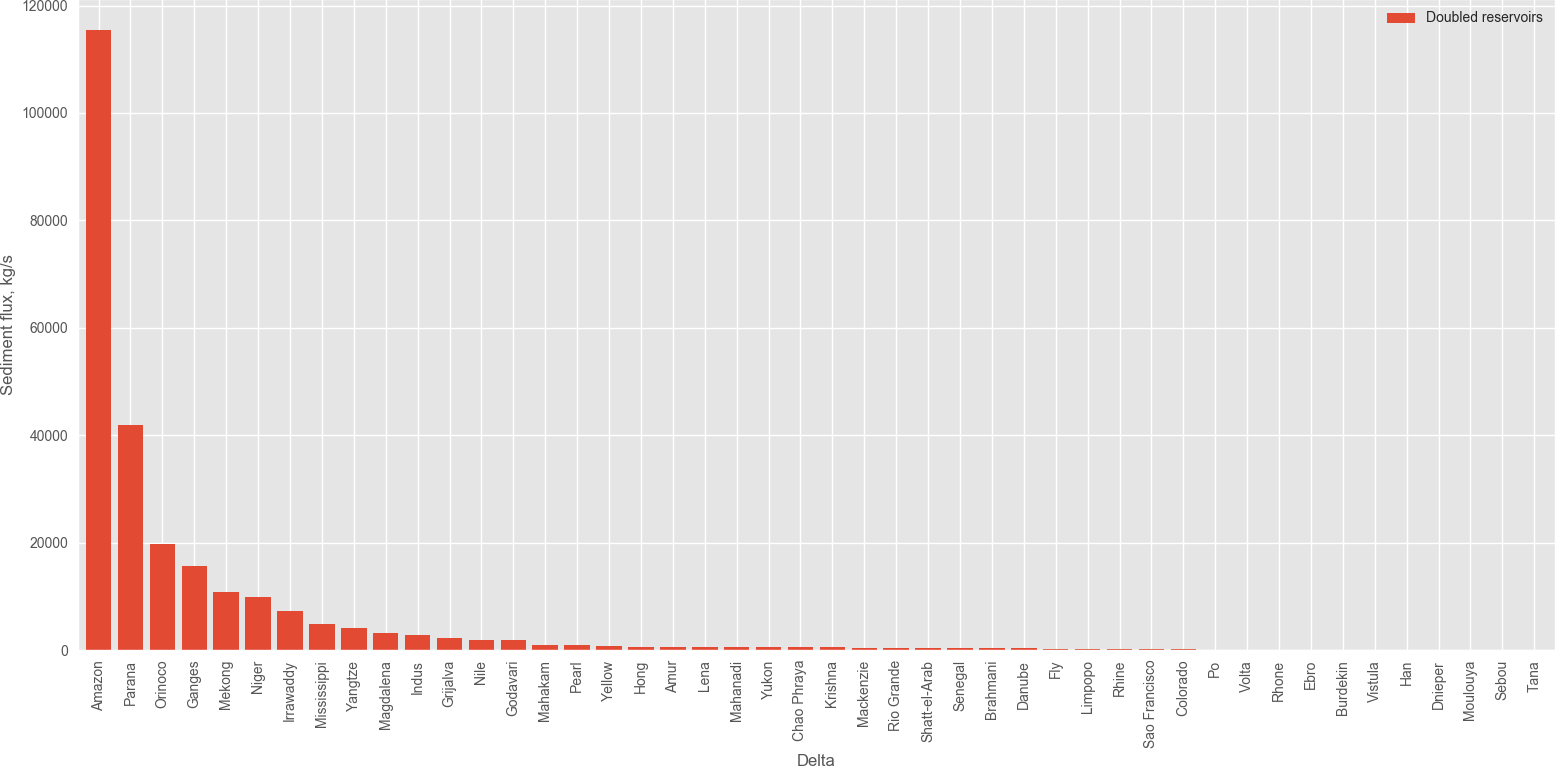 120000
100000
80000
60000
40000
20000
0
Sediment flux, kg/s
Doubled reservoirs
Amazon
Parana
Orinoco
Ganges
Mekong
Niger
Irrawaddy
Mississippi
Yangtze
Magdalena
Indus
Grijalva
Nile
Godavari
Mahakam
Pearl
Yellow
Hong
Amur
Lena
Mahanadi
Yukon
Chao Phraya
Krishna
Mackenzie
Rio Grande
Shatt-el-Arab
Senegal
Brahmani
Danube
Fly
Limpopo
Rhine
Sao Francisco
Colorado
Po
Volta
Rhone
Ebro
Burdekin
Vistula
Han
Dnieper
Moulouya
Sebou
Tana
Delta